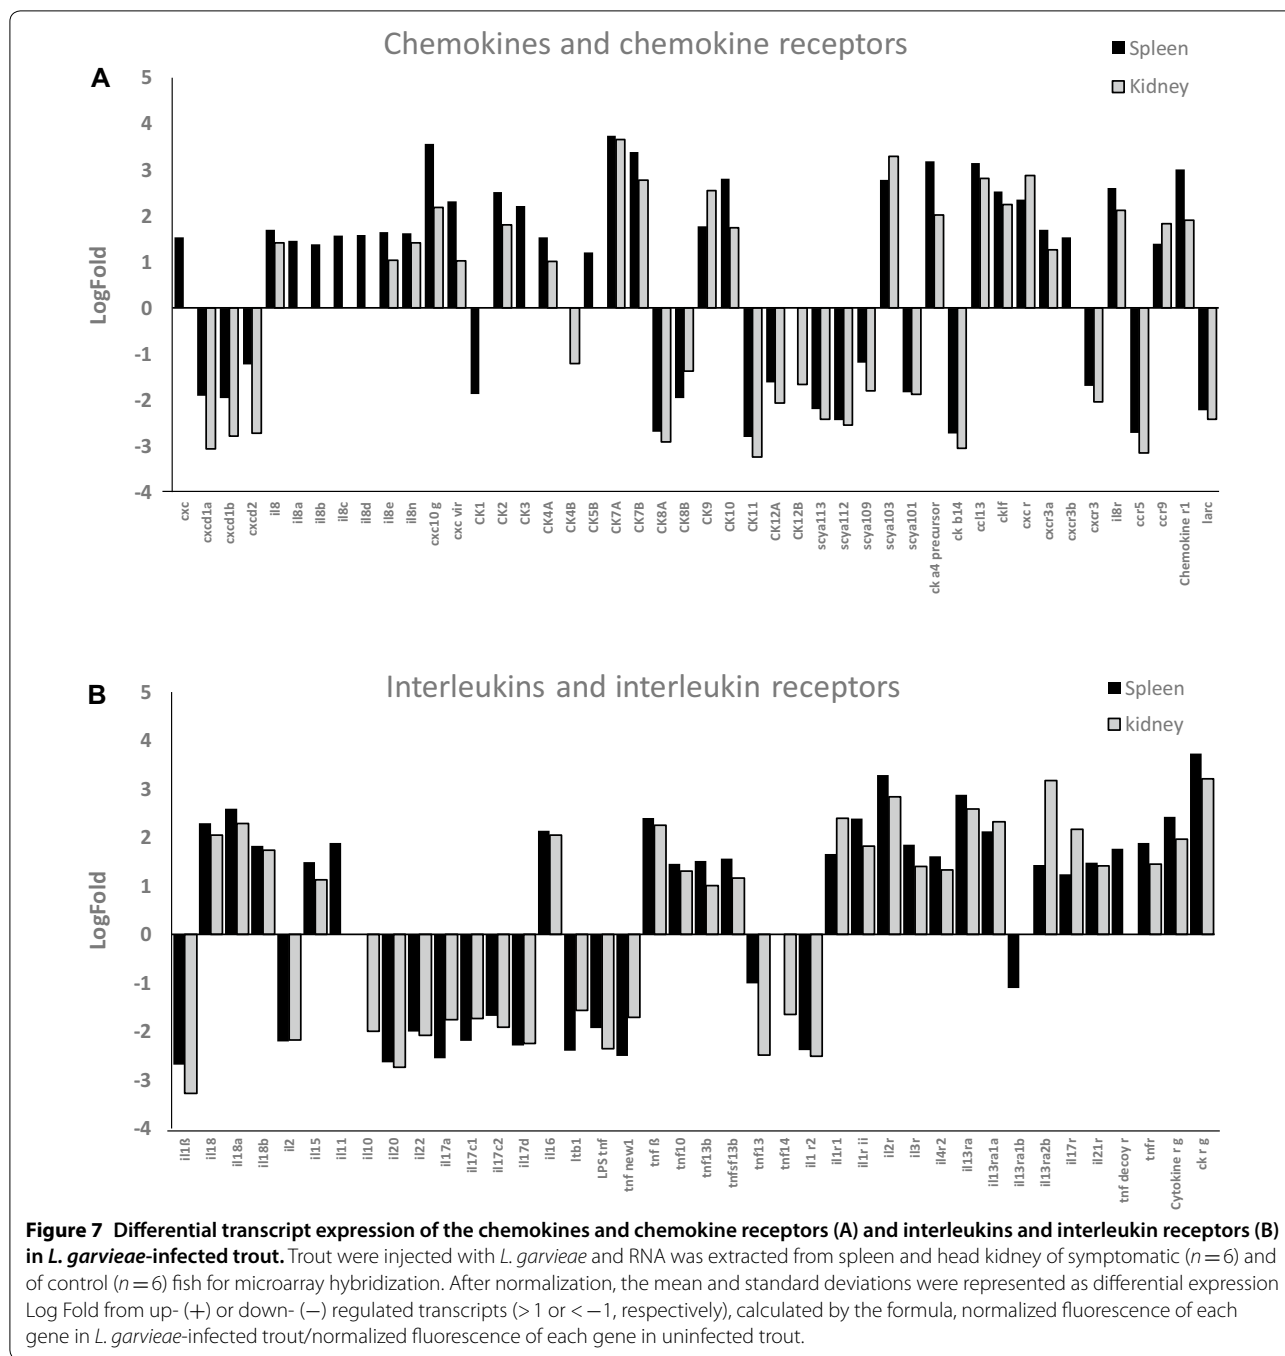 Chemokines and chemokine receptors
A
Spleen
Kidney
LogFold
5
4
3
2
1
0
-1
-2
-3
-4
cxc
cxcd1a
cxcd1b
cxcd2
il8
il8a
il8b
il8c
il8d
il8e
il8n
cxc10 g
cxc vir
CK1
CK2
CK3
CK4A
CK4B
CK5B
CK7A
CK7B
CK8A
CK8B
CK9
CK10
CK11
CK12A
CK12B
scya113
scya112
scya109
scya103
scya101
ck a4 precursor
ck b14
ccl13
cklf
cxc r
cxcr3a
cxcr3b
cxcr3
il8r
ccr5
ccr9
Chemokine r1
larc
Interleukins and interleukin receptors
B
Spleen
kidney
LogFold
5
4
3
2
1
0
-1
-2
-3
-4
il1ß
il18
il18a
il18b
il2
il15
il11
il10
il20
il22
il17a
il17c1
il17c2
il17d
il16
ltb1
LPS tnf
tnf new1
tnf ß
tnf10
tnf13b
tnfsf13b
tnf13
tnf14
il1 r2
il1r1
il1r ii
il2r
il3r
il4r2
il13ra
il13ra1a
il13ra1b
il13ra2b
il17r
il21r
tnf decoy r
tnfr
Cytokine r g
ck r g
Figure 7 Differential transcript expression of the chemokines and chemokine receptors (A) and interleukins and interleukin receptors (B)
in L. garvieae-infected trout. Trout were injected with L. garvieae and RNA was extracted from spleen and head kidney of symptomatic (n = 6) and
of control (n = 6) fish for microarray hybridization. After normalization, the mean and standard deviations were represented as differential expression
Log Fold from up- (+) or down- (−) regulated transcripts (> 1 or < −1, respectively), calculated by the formula, normalized fluorescence of each
gene in L. garvieae-infected trout/normalized fluorescence of each gene in uninfected trout.